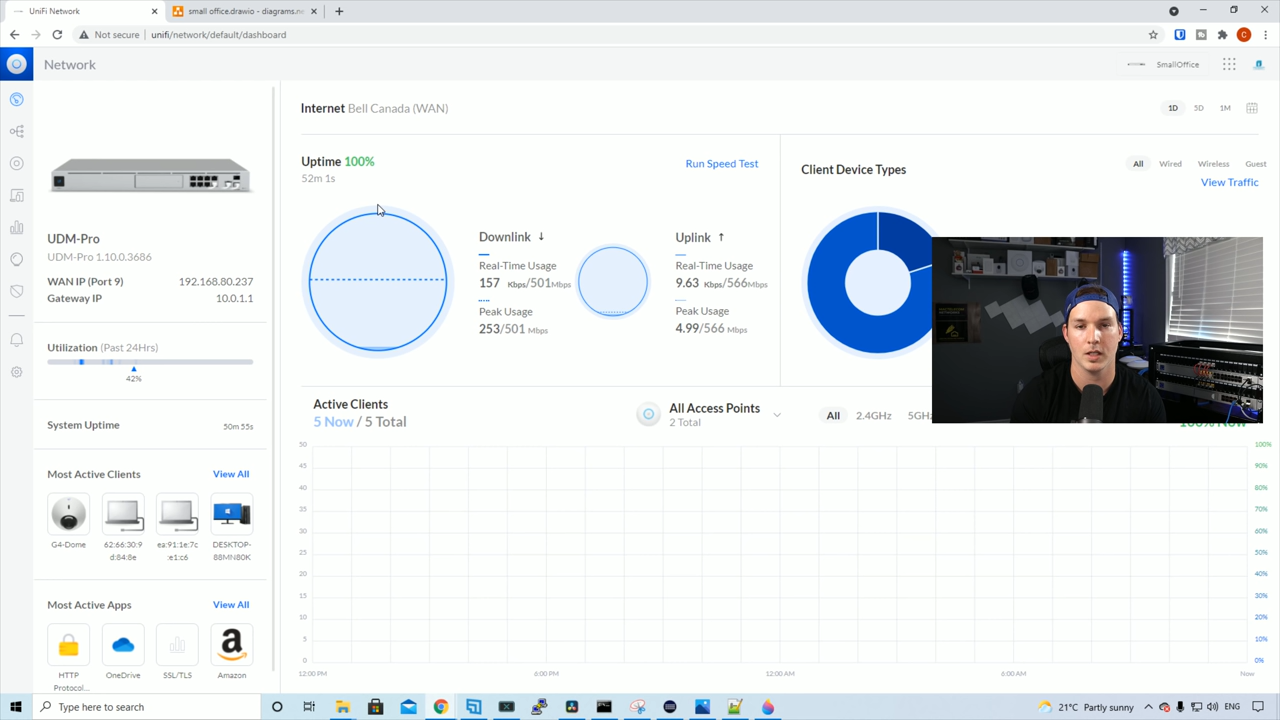 UniFi Network
small office.drawio - diagrams.ne
Not secure
unifi/network/default/dashboard
C
Network
SmallOffice
Internet Bell Canada (WAN)
1D
5D
1M
Uptime 100%
52m 1s
Run Speed Test
Client Device Types
All
Wired
Wireless
Guest
View Traffic
UDM-Pro
UDM-Pro 1.10.0.3686
WAN IP (Port 9) 192.168.80.237
Gateway IP 10.0.1.1
Downlink
Real-Time Usage
157 Kbps/501Mbps
Peak Usage
253/501 Mbps
Uplink
Real-Time Usage
9.63 Kbps/566Mbps
Peak Usage
4.99/566 Mbps
Utilization (Past 24Hrs)
42%
System Uptime 50m 55s
Active Clients
5 Now / 5 Total
All Access Points
2 Total
All
2.4GHz
5GH
100% Now
Most Active Clients
View All
G4-Dome
62:66:30:9
d:84:8e
ea:91:1e:7c
:e1:c6
DESKTOP-
88MN80K
Most Active Apps
View All
HTTP
Protocol...
OneDrive
SSL/TLS
Amazon
50
45
40
35
30
25
20
15
10
5
0
100%
90%
80%
70%
60%
50%
40%
30%
20%
10%
0%
12:00 PM
6:00 PM
12:00 AM
6:00 AM
Now
Type here to search
21°C Partly sunny
ENG